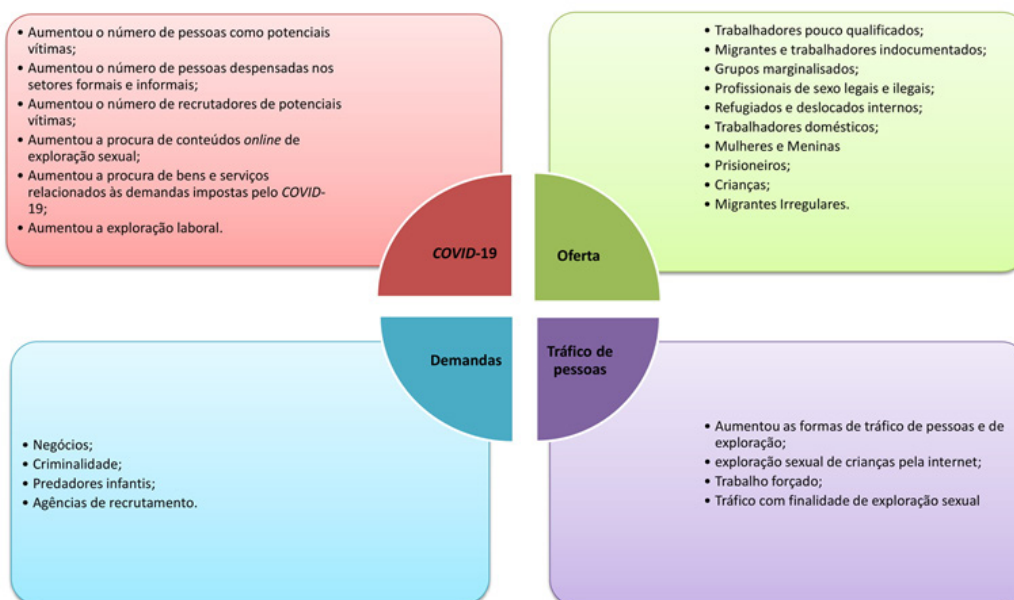 • Aumentou o número de pessoas como potenciais
vítimas;
• Aumentou o número de pessoas despensadas nos
setores formais e informais;
• Aumentou o número de recrutadores de potenciais
vítimas;
• Aumentou a procura de conteúdos online de
exploração sexual;
• Aumentou a procura de bens e serviços
relacionados às demandas impostas pelo COVID-
19;
• Aumentou a exploração laboral.
• Trabalhadores pouco qualificados;
• Migrantes e trabalhadores indocumentados;
• Grupos marginalisados;
• Profissionais de sexo legais e ilegais;
• Refugiados e deslocados internos;
• Trabalhadores domésticos;
• Mulheres e Meninas
• Prisioneiros;
• Crianças;
• Migrantes Irregulares.
COVID-19
Oferta
Demandas
Tráfico de
pessoas
• Negócios;
• Criminalidade;
• Predadores infantis;
• Agências de recrutamento.
• Aumentou as formas de tráfico de pessoas e de
exploração;
• exploração sexual de crianças pela internet;
• Trabalho forçado;
• Tráfico com finalidade de exploração sexual